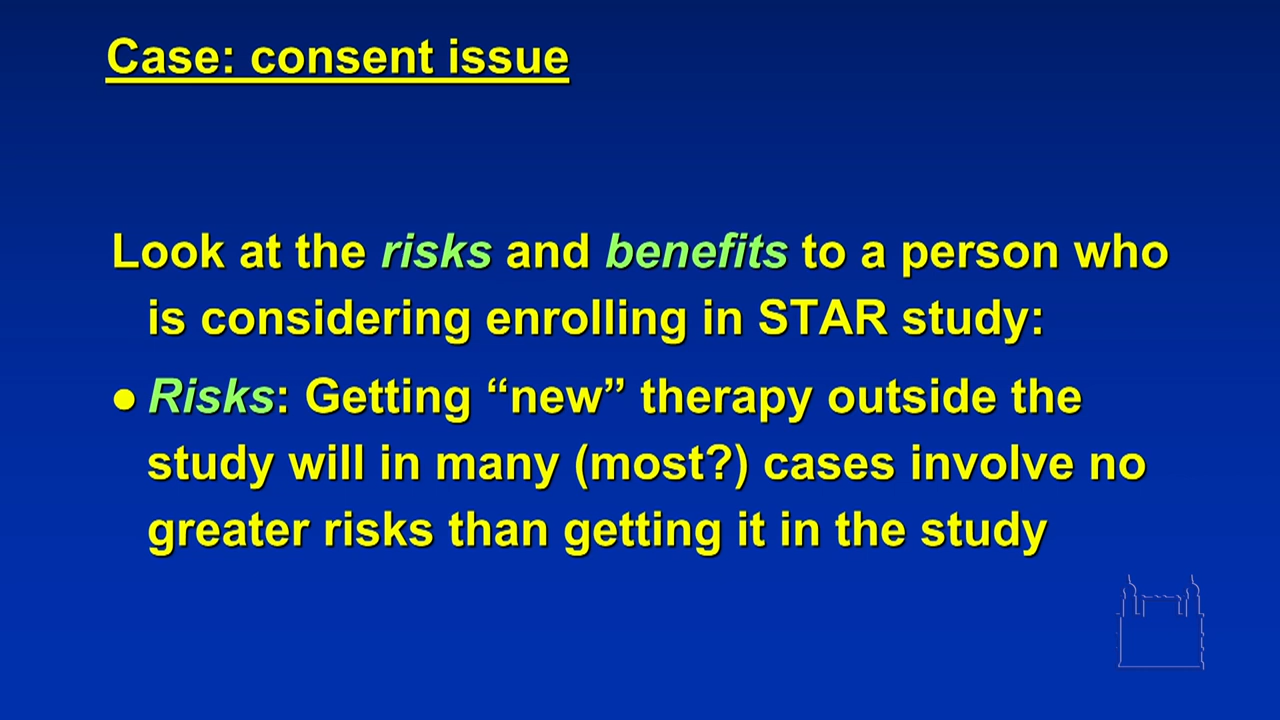 Case: consent issue
Look at the risks and benefits to a person who
is considering enrolling in STAR study:
● Risks: Getting “new” therapy outside the
study will in many (most?) cases involve no
greater risks than getting it in the study